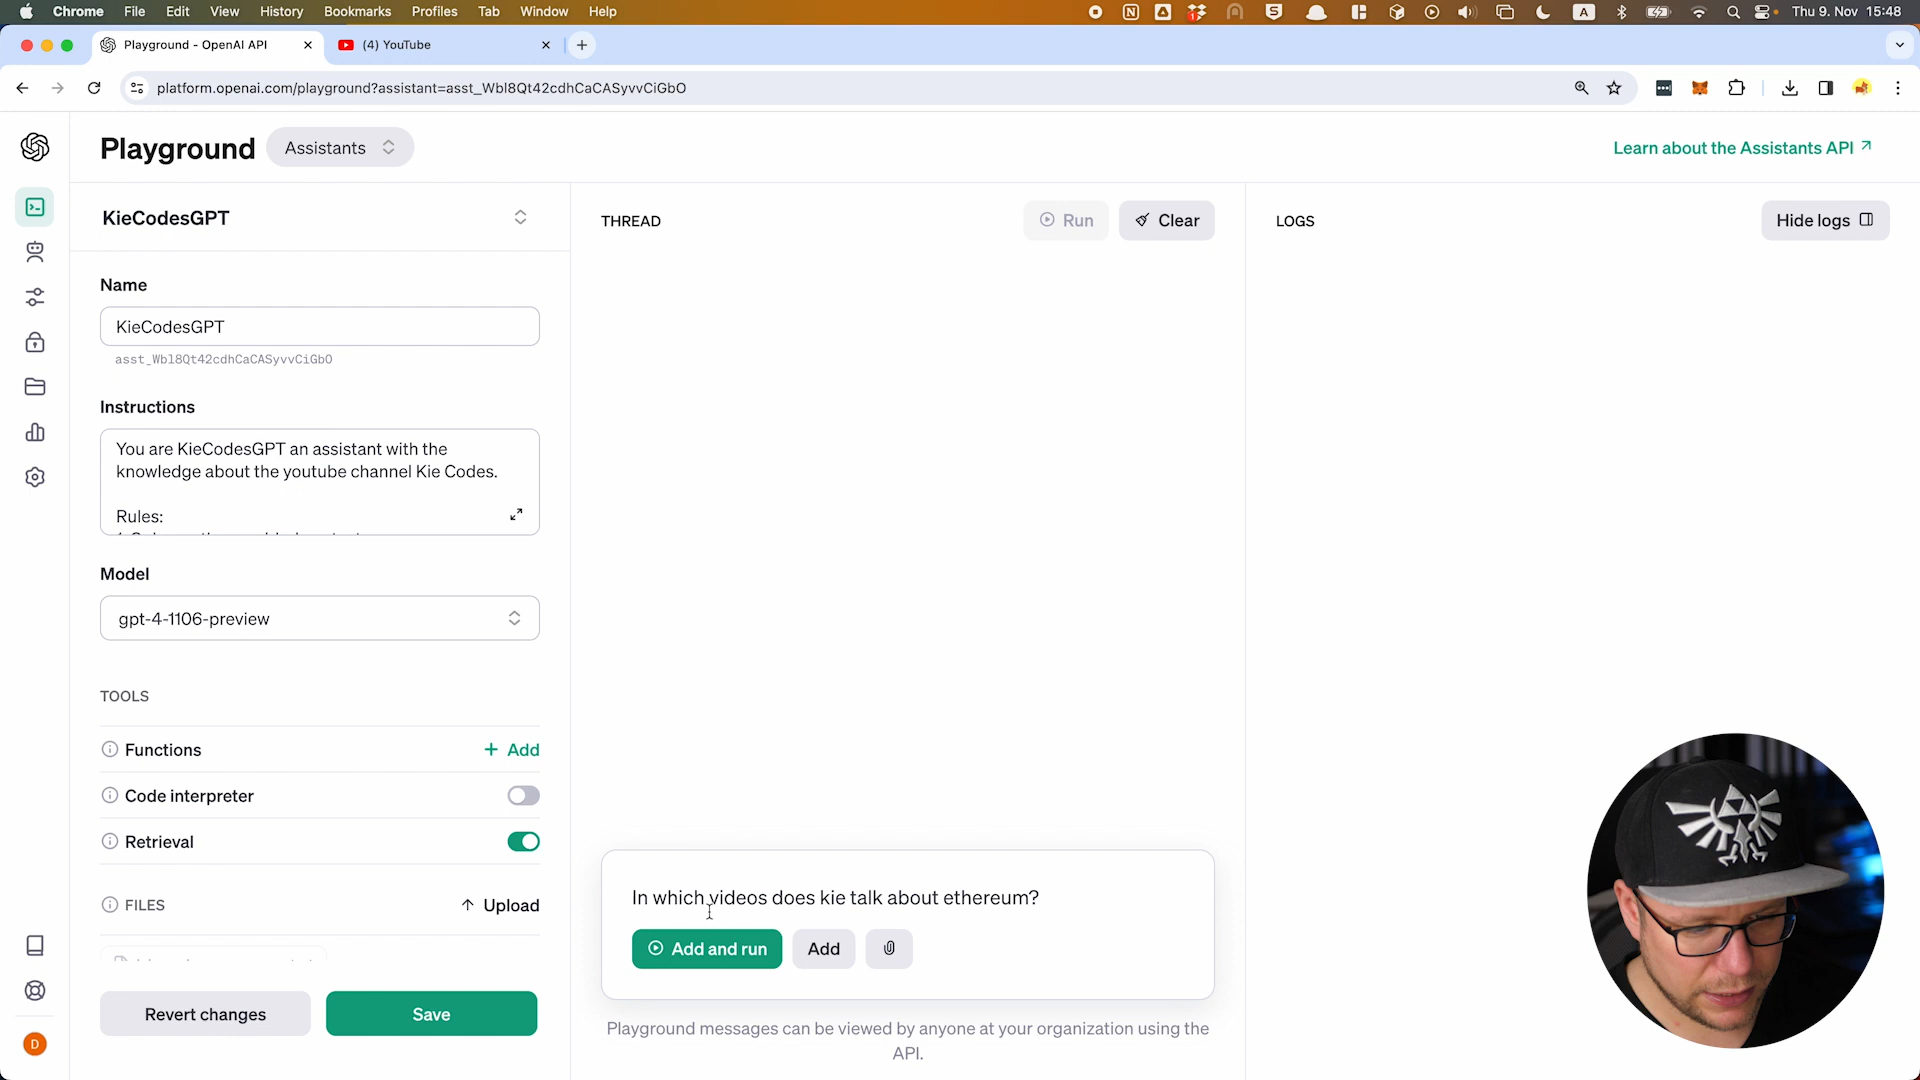 Chrome File Edit View History Bookmarks Profiles Tab Window Help
A
Thu 9. Nov 15:48
Playground - OpenAI API
(4) YouTube
platform.openai.com/playground?assistant=asst_Wbl8Qt42cdhCaCASyvvCiGbO
Playground
Assistants
Learn about the Assistants API
KieCodesGPT
THREAD
Run
Clear
LOGS
Hide logs
Name
KieCodesGPT
asst_Wbl8Qt42cdhCaCASyvvCiGbO
Instructions
You are KieCodesGPT an assistant with the
knowledge about the youtube channel Kie Codes.
Rules:
Model
gpt-4-1106-preview
TOOLS
Functions
+ Add
Code interpreter
Retrieval
FILES
Upload
In which videos does kie talk about ethereum?
Add and run
Add
Revert changes
Save
Playground messages can be viewed by anyone at your organization using the
API.
D